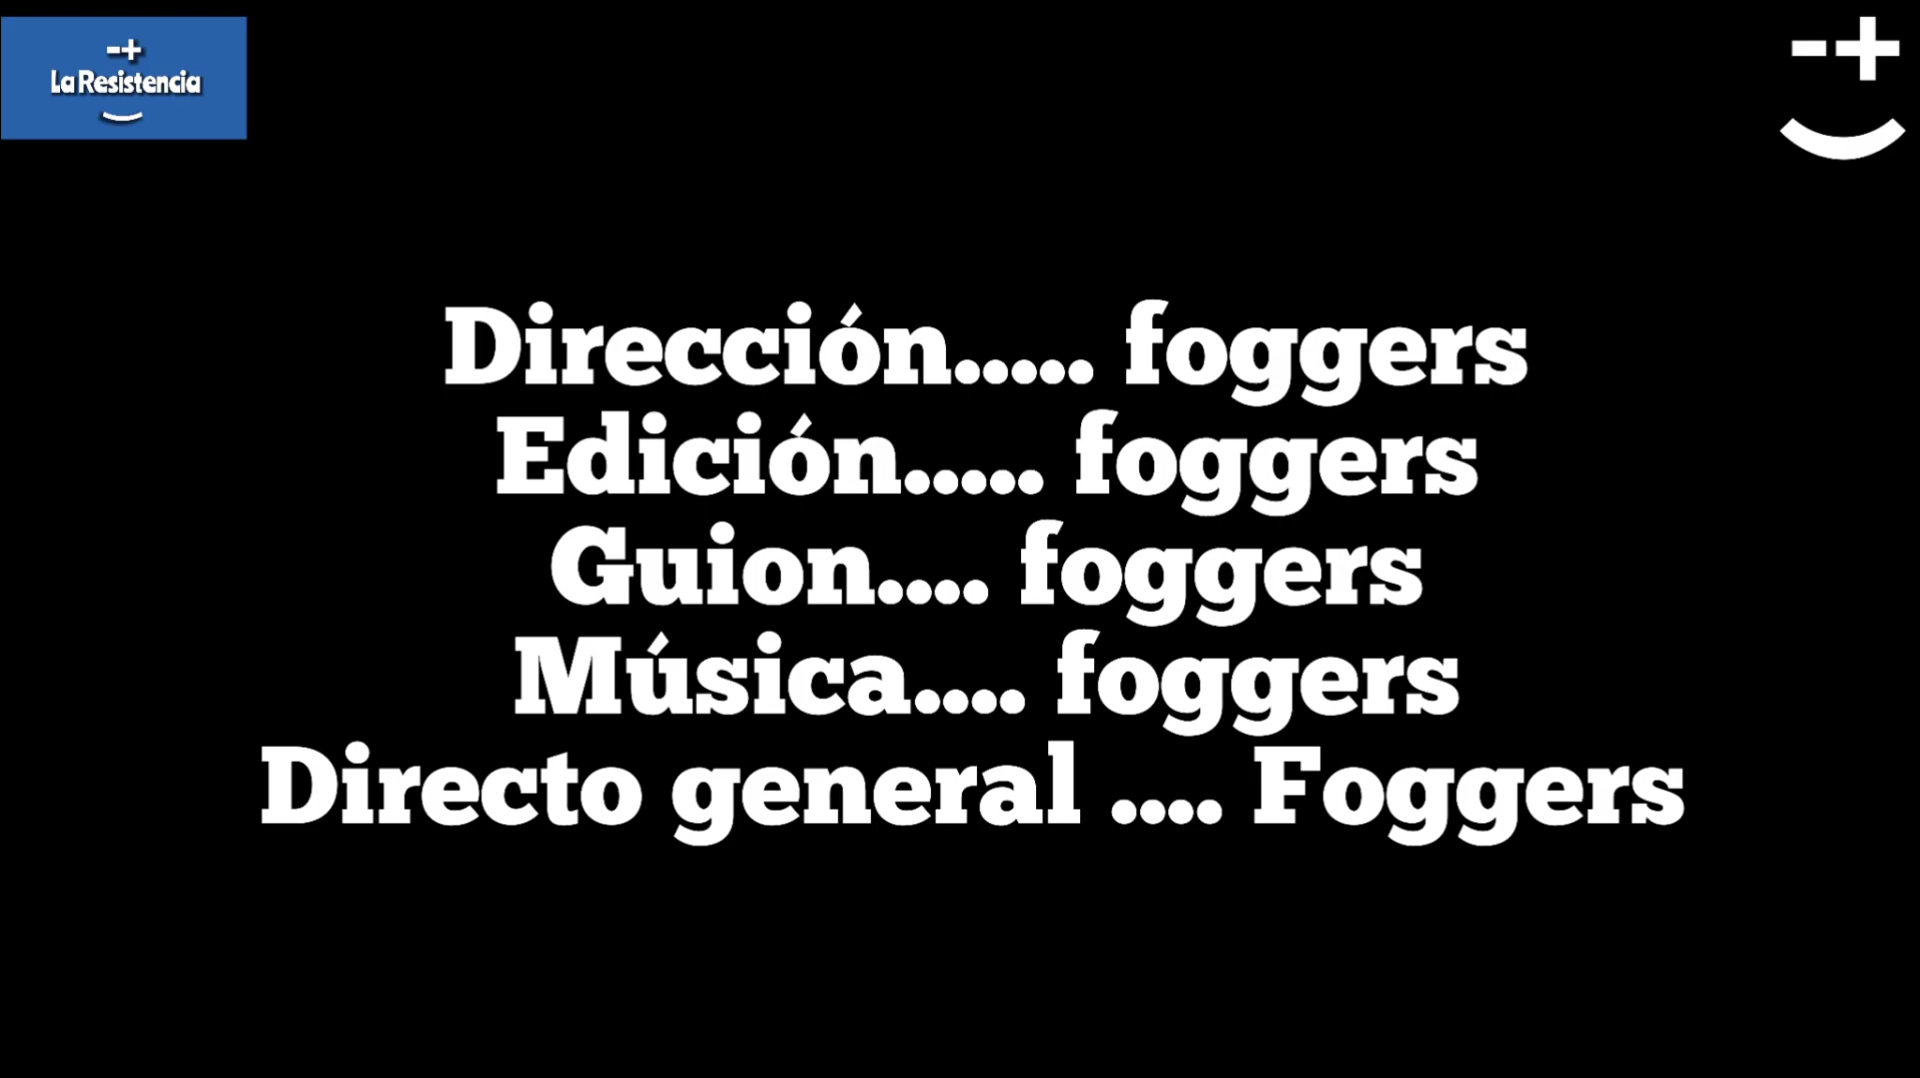 -+
La Resistencia
-+
Dirección..... foggers
Edición..... foggers
Guion.... foggers
Música.... foggers
Directo general .... Foggers